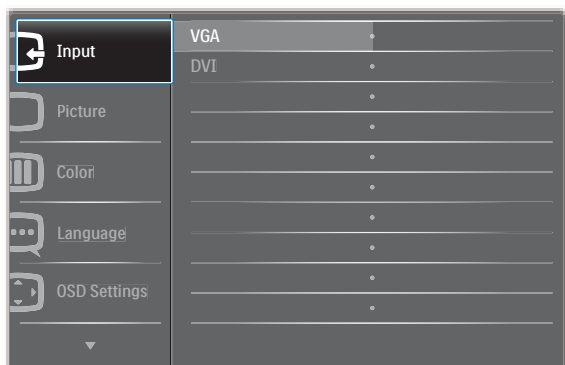 Input
Picture
Color
Language
OSD Settings
VGA
DVI